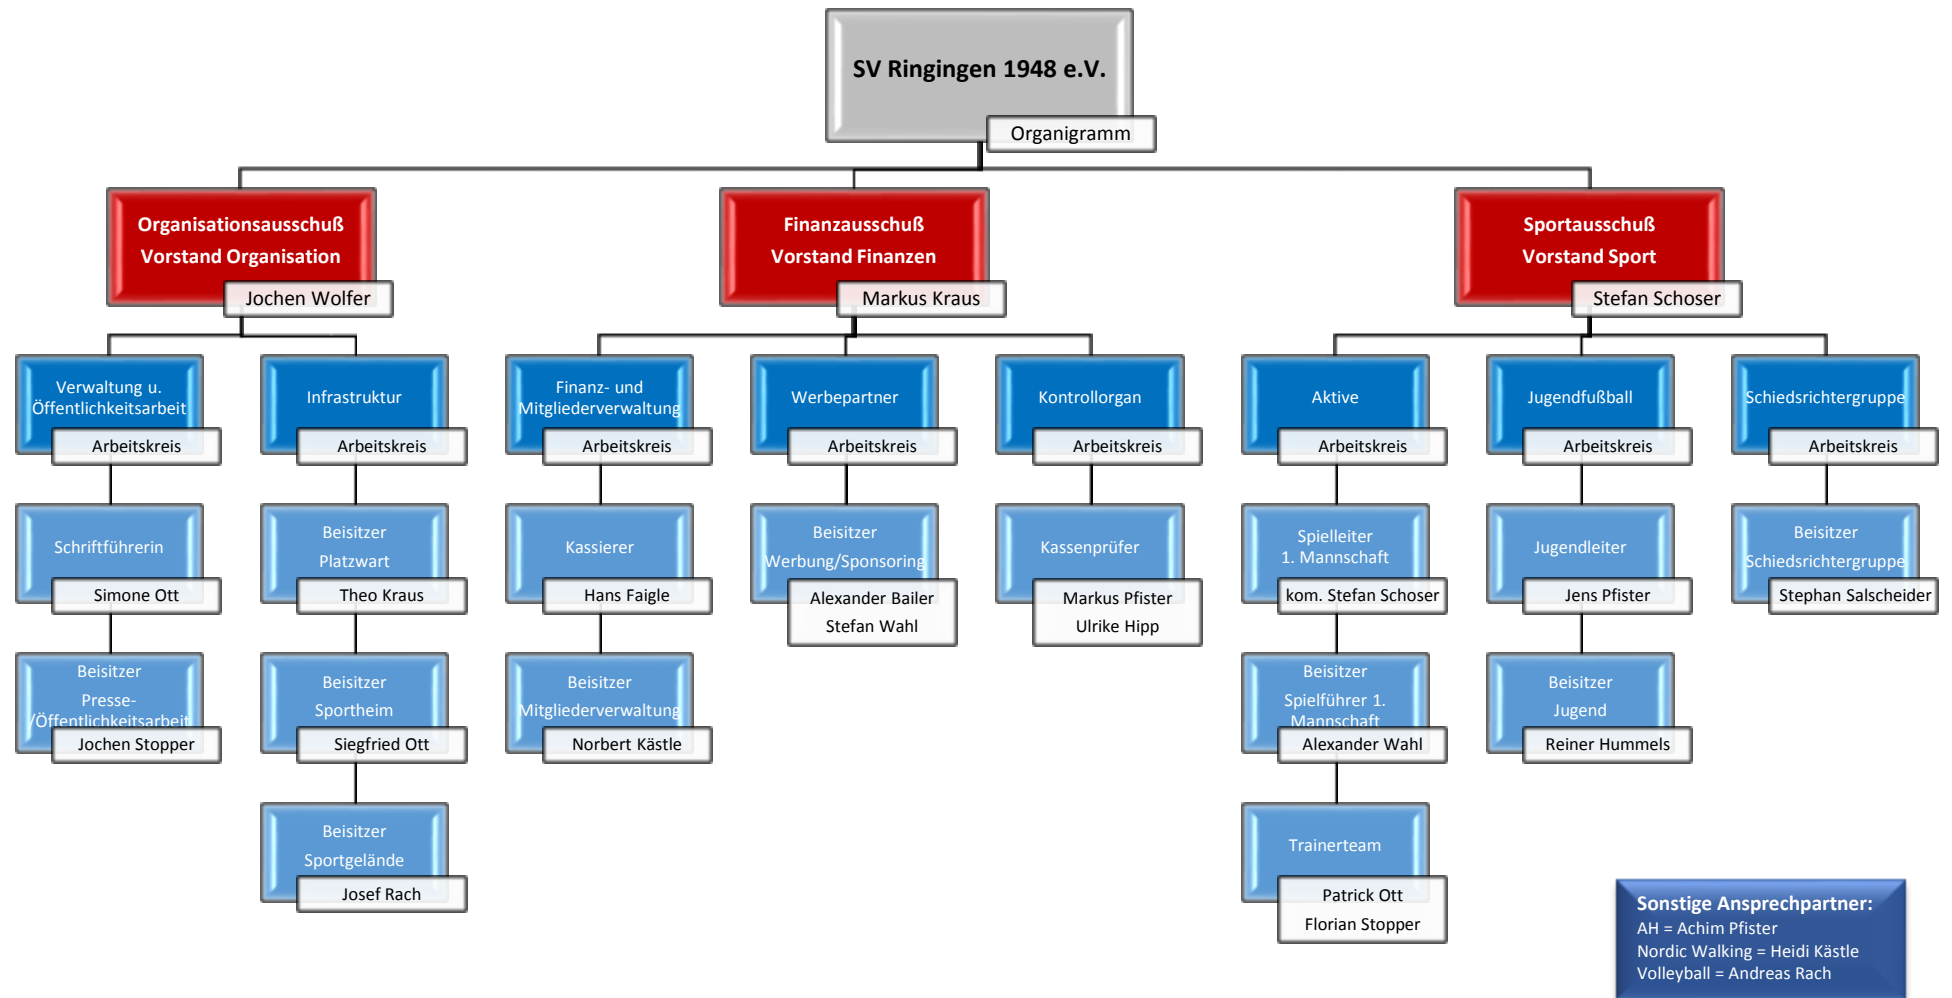 SV Ringingen 1948 e.V.
Organigramm
Organisationsausschuß
Vorstand Organisation
Jochen Wolfer
Finanzausschuß
Vorstand Finanzen
Markus Kraus
Sportausschuß
Vorstand Sport
Stefan Schoser
Verwaltung u.
Öffentlichkeitsarbeit
Arbeitskreis
Infrastruktur
Arbeitskreis
Finanz- und
Mitgliederverwaltung
Arbeitskreis
Werbepartner
Arbeitskreis
Kontrollorgan
Arbeitskreis
Aktive
Arbeitskreis
Jugendfußball
Arbeitskreis
Schiedsrichtergruppe
Arbeitskreis
Schriftführerin
Simone Ott
Beisitzer
Platzwart
Theo Kraus
Kassierer
Hans Faigle
Beisitzer
Werbung/Sponsoring
Alexander Bailer
Stefan Wahl
Kassenprüfer
Markus Pfister
Ulrike Hipp
Spielleiter
1. Mannschaft
kom. Stefan Schoser
Jugendleiter
Jens Pfister
Beisitzer
Schiedsrichtergruppe
Stephan Salscheider
Beisitzer
Presse-
/Öffentlichkeitsarbeit
Jochen Stopper
Beisitzer
Sportheim
Siegfried Ott
Beisitzer
Mitgliederverwaltung
Norbert Kästle
Beisitzer
Spielführer 1.
Mannschaft
Alexander Wahl
Beisitzer
Jugend
Reiner Hummels
Beisitzer
Sportgelände
Josef Rach
Trainerteam
Patrick Ott
Florian Stopper
Sonstige Ansprechpartner:
AH = Achim Pfister
Nordic Walking = Heidi Kästle
Volleyball = Andreas Rach